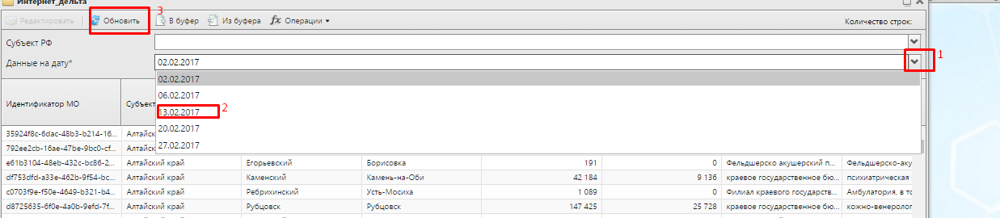 Интернет_дельта
Редактировать Обновить 3 В буфер Из буфера fx Операции Количество строк:
Субъект РФ
Данные на дату* 02.02.2017 1
02.02.2017
06.02.2017
13.02.2017 2
20.02.2017
27.02.2017
Идентификатор МО Субъект
35924f8c-6dac-48b3-b214-16... Алтайский
792ee2cb-16ae-47be-9bc0-cf... Алтайский
e61b3104-48eb-432c-bc86-2... Алтайский край Егорьевский Борисовка 191 0 Фельдшерско акушерский п... Фельдшерско-аку
df753dfd-a33e-462b-9f54-bc... Алтайский край Каменский Камень-на-Оби 42 184 9 136 краевое государственное бю... психиатрическая
c0703f9e-f50e-4649-b321-b4... Алтайский край Ребрихинский Усть-Мосиха 1 089 0 Филиал краевого государств... Амбулатория, в то
d8725635-6f0e-4a0b-9efd-7f... Алтайский край Рубцовск Рубцовск 147 425 25 728 краевое государственное бю... кожно-венеролог